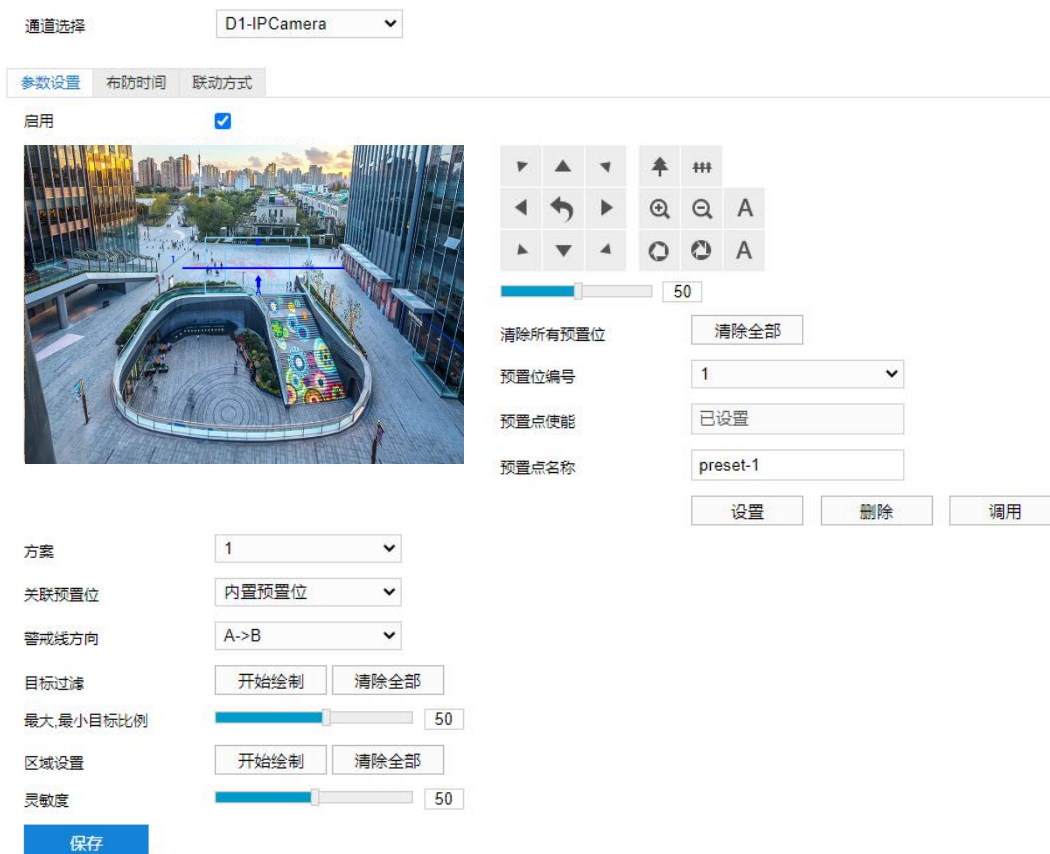 通道选择 D1-IPCamera
参数设置 布防时间 联动方式
启用
1
A
A
50
清除所有预置位 清除全部
预置位编号 1
预置点使能 已设置
预置点名称 preset-1
设置 删除 调用
方案 1
关联预置位 内置预置位
警戒线方向 A->B
目标过滤 开始绘制 清除全部
最大,最小目标比例 50
区域设置 开始绘制 清除全部
灵敏度 50
保存